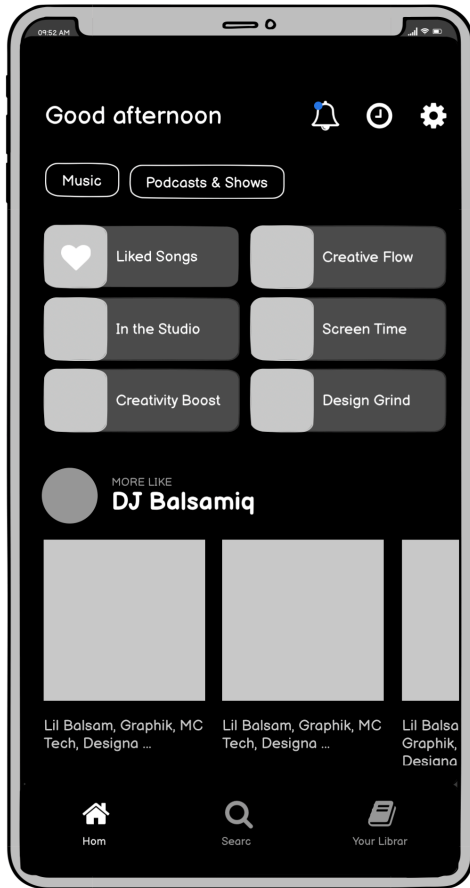 09:52 AM
Good afternoon
Music
Podcasts & Shows
Liked Songs
Creative Flow
In the Studio
Screen Time
Creativity Boost
Design Grind
MORE LIKE
DJ Balsamiq
Lil Balsam, Graphik, MC
Tech, Designa ...
Lil Balsam, Graphik, MC
Tech, Designa ...
Lil Balsa
Graphik,
Designa
Hom
Searc
Your Librar